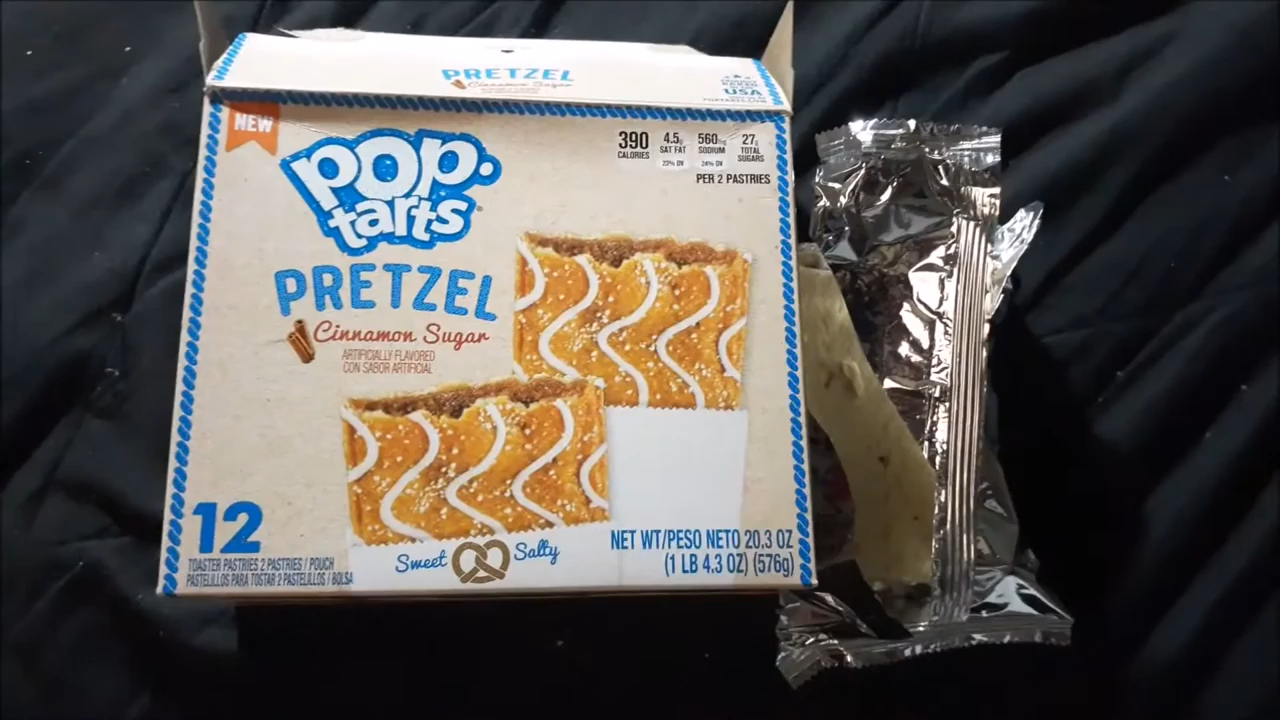 PRETZEL
Cinnamon Sugar
USA
NEW
pop.
tarts
PRETZEL
Cinnamon Sugar
ARTIFICIALLY FLAVORED
CON SABOR ARTIFICIAL
390 CALORIES
4.5g SAT FAT 23% DV
560mg SODIUM 24% DV
27g TOTAL SUGARS
PER 2 PASTRIES
12
TOASTER PASTRIES 2 PASTRIES / POUCH
PASTELILLOS PARA TOSTAR 2 PASTELILLOS / BOLSA
Sweet Salty
NET WT/PESO NETO 20.3 OZ
(1 LB 4.3 OZ) (576g)